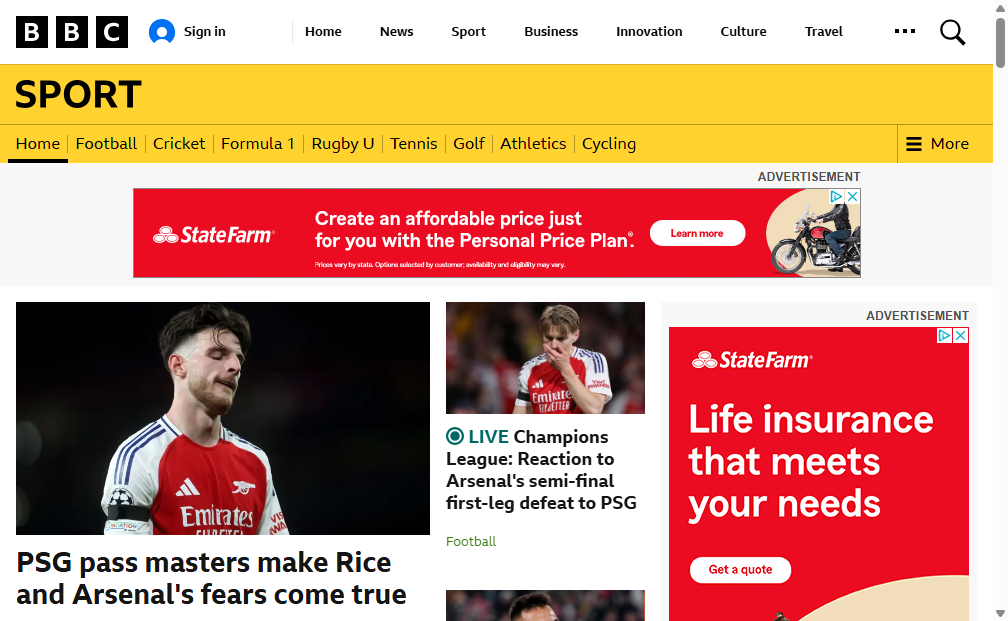 BBC
Sign in
Home
News
Sport
Business
Innovation
Culture
Travel
SPORT
Home
Football
Cricket
Formula 1
Rugby U
Tennis
Golf
Athletics
Cycling
More
ADVERTISEMENT
StateFarm®
Create an affordable price just
for you with the Personal Price Plan®.
Prices vary by state. Options selected by customer; availability and eligibility may vary.
Learn more
Emirates
PSG pass masters make Rice
and Arsenal's fears come true
Emirates
LIVE Champions
League: Reaction to
Arsenal's semi-final
first-leg defeat to PSG
Football
ADVERTISEMENT
StateFarm®
Life insurance
that meets
your needs
Get a quote